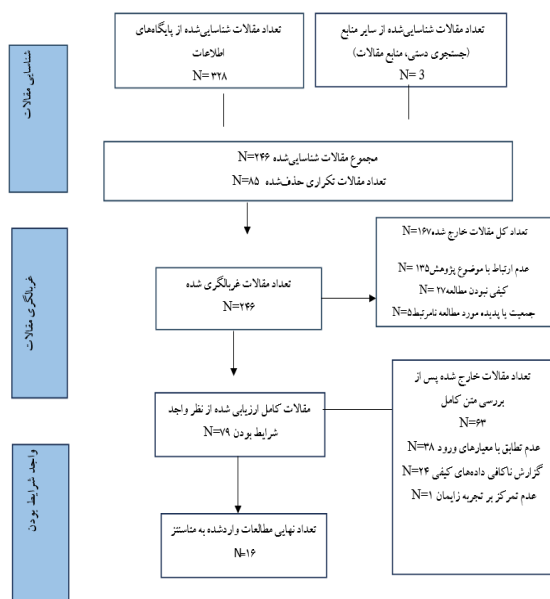 شناسایی مقالات
تعداد مقالات شناسایی‌شده از پایگاه‌های
اطلاعات
N= ۳۲۸
تعداد مقالات شناسایی‌شده از سایر منابع
(جستجوی دستی، منابع مقالات)
N= 3
مجموع مقالات شناسایی‌شده N=۲۴۶
تعداد مقالات تکراری حذف‌شده N=۸۵
غربالگری مقالات
تعداد مقالات غربالگری شده
N=۲۴۶
تعداد کل مقالات خارج شده N=۱۶۷
عدم ارتباط با موضوع پژوهش ۱۳۵ N=
کیفی نبودن مطالعه ۲۷ N=
جمعیت یا پدیده مورد مطالعه نامرتبط N=۵
مقالات کامل ارزیابی شده از نظر واجد
شرایط بودن N=۷۹
تعداد مقالات خارج شده پس از
بررسی متن کامل
N=۶۳
عدم تطابق با معیارهای ورود N=۳۸
گزارش ناکافی داده‌های کیفی N=۲۴
عدم تمرکز بر تجربه زایمان N=۱
واجد شرایط بودن
تعداد نهایی مطالعات واردشده به متاسنتز
N=۱۶